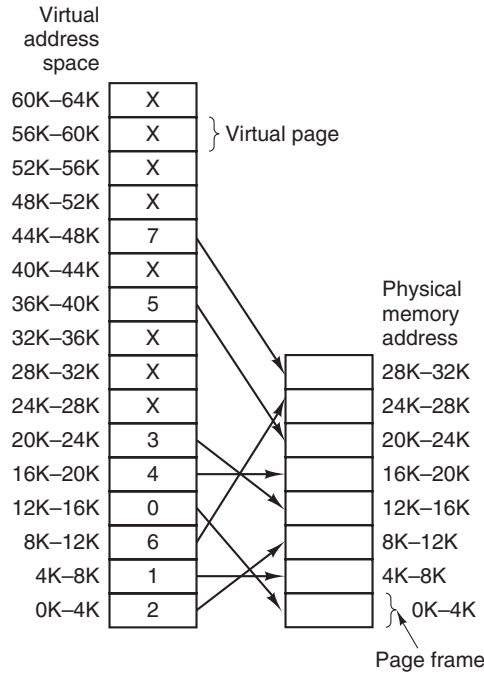 Virtual
address
space
60K–64K X
56K–60K X Virtual page
52K–56K X
48K–52K X
44K–48K 7
40K–44K X
36K–40K 5
32K–36K X
28K–32K X
24K–28K X
20K–24K 3
16K–20K 4
12K–16K 0
8K–12K 6
4K–8K 1
0K–4K 2
Physical
memory
address
28K–32K
24K–28K
20K–24K
16K–20K
12K–16K
8K–12K
4K–8K
0K–4K
Page frame